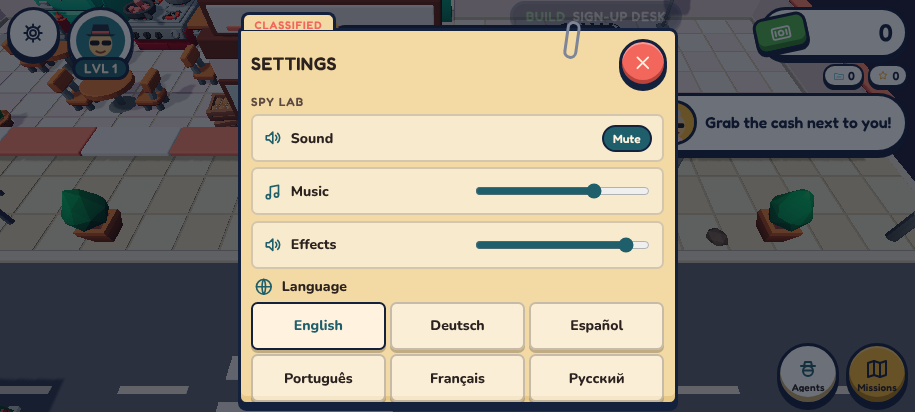 CLASSIFIED
BUILD SIGN-UP DESK
SETTINGS
0
LVL 1
0
0
SPY LAB
Grab the cash next to you!
Sound
Mute
Music
Effects
Language
English
Deutsch
Español
Português
Français
Русский
Agents
Missions